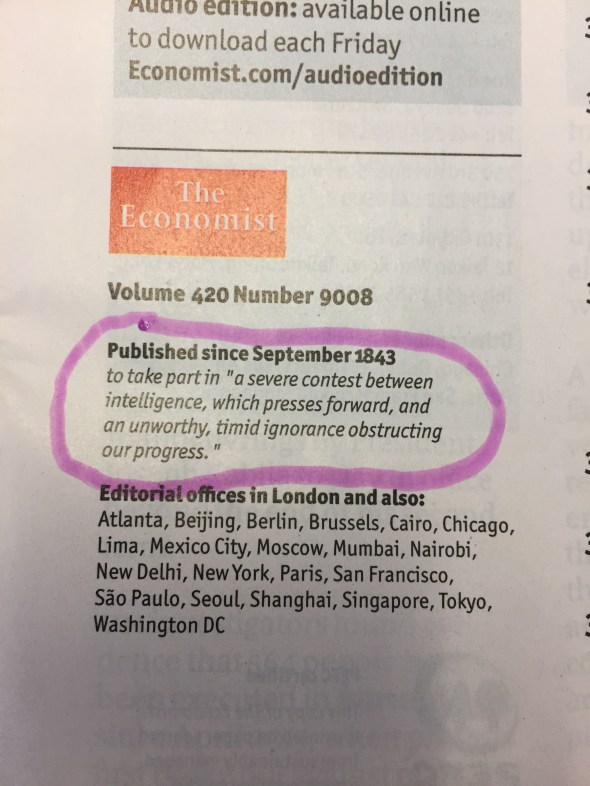 Audio edition: available online
to download each Friday
Economist.com/audioedition
The
Economist
Volume 420 Number 9008
Published since September 1843
to take part in "a severe contest between
intelligence, which presses forward, and
an unworthy, timid ignorance obstructing
our progress."
Editorial offices in London and also:
Atlanta, Beijing, Berlin, Brussels, Cairo, Chicago,
Lima, Mexico City, Moscow, Mumbai, Nairobi,
New Delhi, New York, Paris, San Francisco,
São Paulo, Seoul, Shanghai, Singapore, Tokyo,
Washington DC